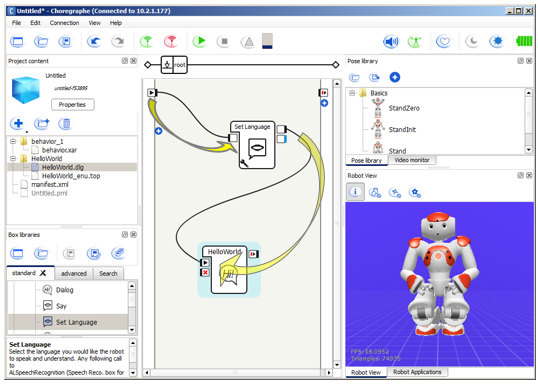 Untitled* - Choregraphe (Connected to 10.2.1.177)
File Edit Connection View Help
Project content
Untitled
untitled-f53895
Properties
behavior_1
behavior.xar
HelloWorld
HelloWorld.dlg
HelloWorld_enu.top
manifest.xml
Untitled.pml
Box libraries
standard advanced Search
Dialog
Say
Set Language
Set Language
Select the language you would like the robot
to speak and understand. Any following call
to
ALSpeechRecognition (Speech Reco. box for
root
Set Language
HelloWorld
Hi!
Pose library
Basics
StandZero
StandInit
Stand
Pose library Video monitor
Robot View
FPS:18.0952
Triangles: 74935
Robot View Robot Applications